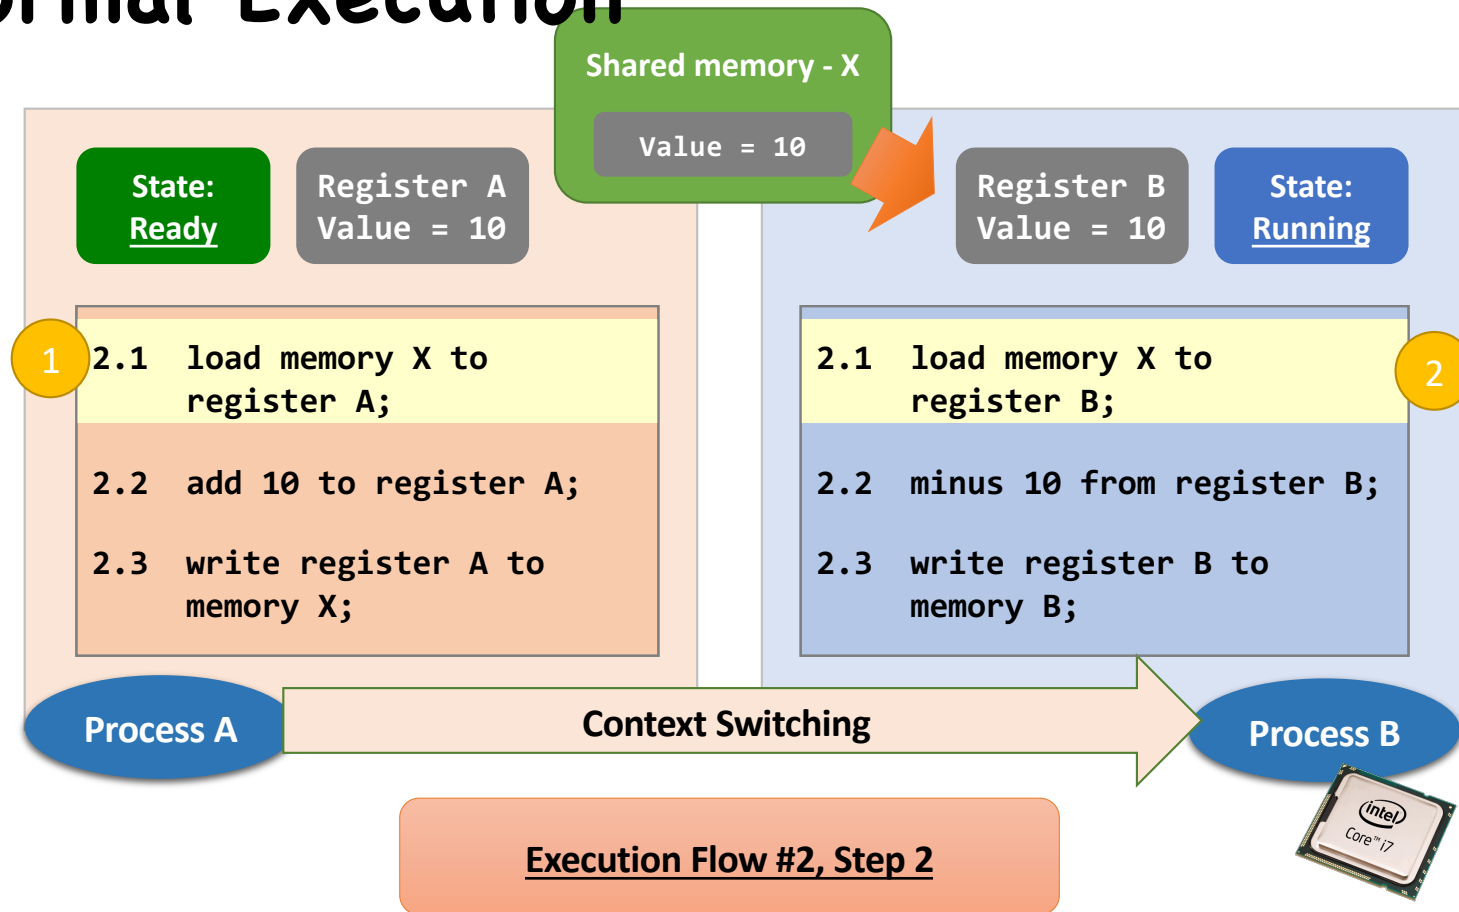 Execution
Shared memory - X
Value = 10
State:
Ready
Register A
Value = 10
Register B
Value = 10
State:
Running
1
2.1 load memory X to
register A;
2.2 add 10 to register A;
2.3 write register A to
memory X;
2.1 load memory X to
register B;
2
2.2 minus 10 from register B;
2.3 write register B to
memory B;
Process A
Context Switching
Process B
Execution Flow #2, Step 2
intel
Core™ i7